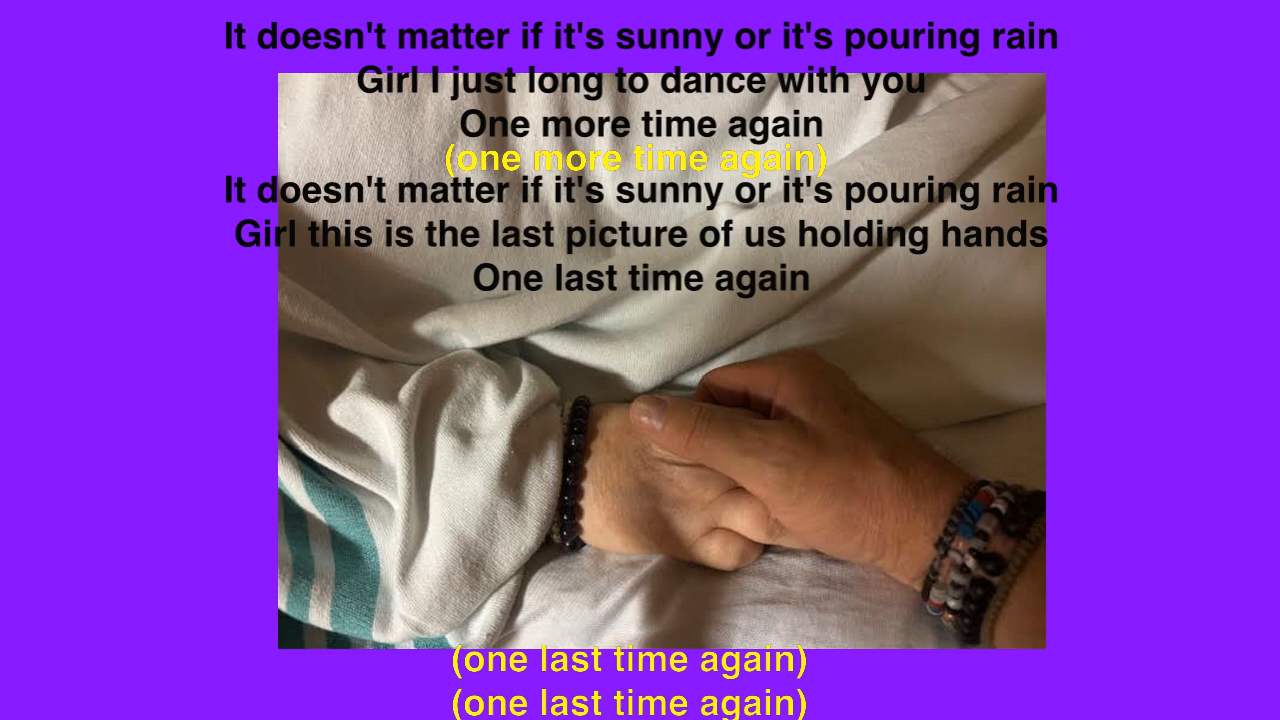 It doesn't matter if it's sunny or it's pouring rain
Girl I just long to dance with you
One more time again
(one more time again)
It doesn't matter if it's sunny or it's pouring rain
Girl this is the last picture of us holding hands
One last time again
(one last time again)
(one last time again)